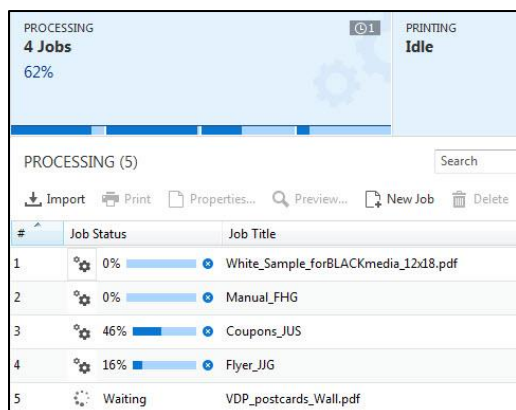 PROCESSING 1 PRINTING
4 Jobs Idle
62%
PROCESSING (5) Search
Import Print Properties... Preview... New Job Delete
# Job Status Job Title
1 0% White_Sample_forBLACKmedia_12x18.pdf
2 0% Manual_FHG
3 46% Coupons_JUS
4 16% Flyer_JJG
5 Waiting VDP_postcards_Wall.pdf